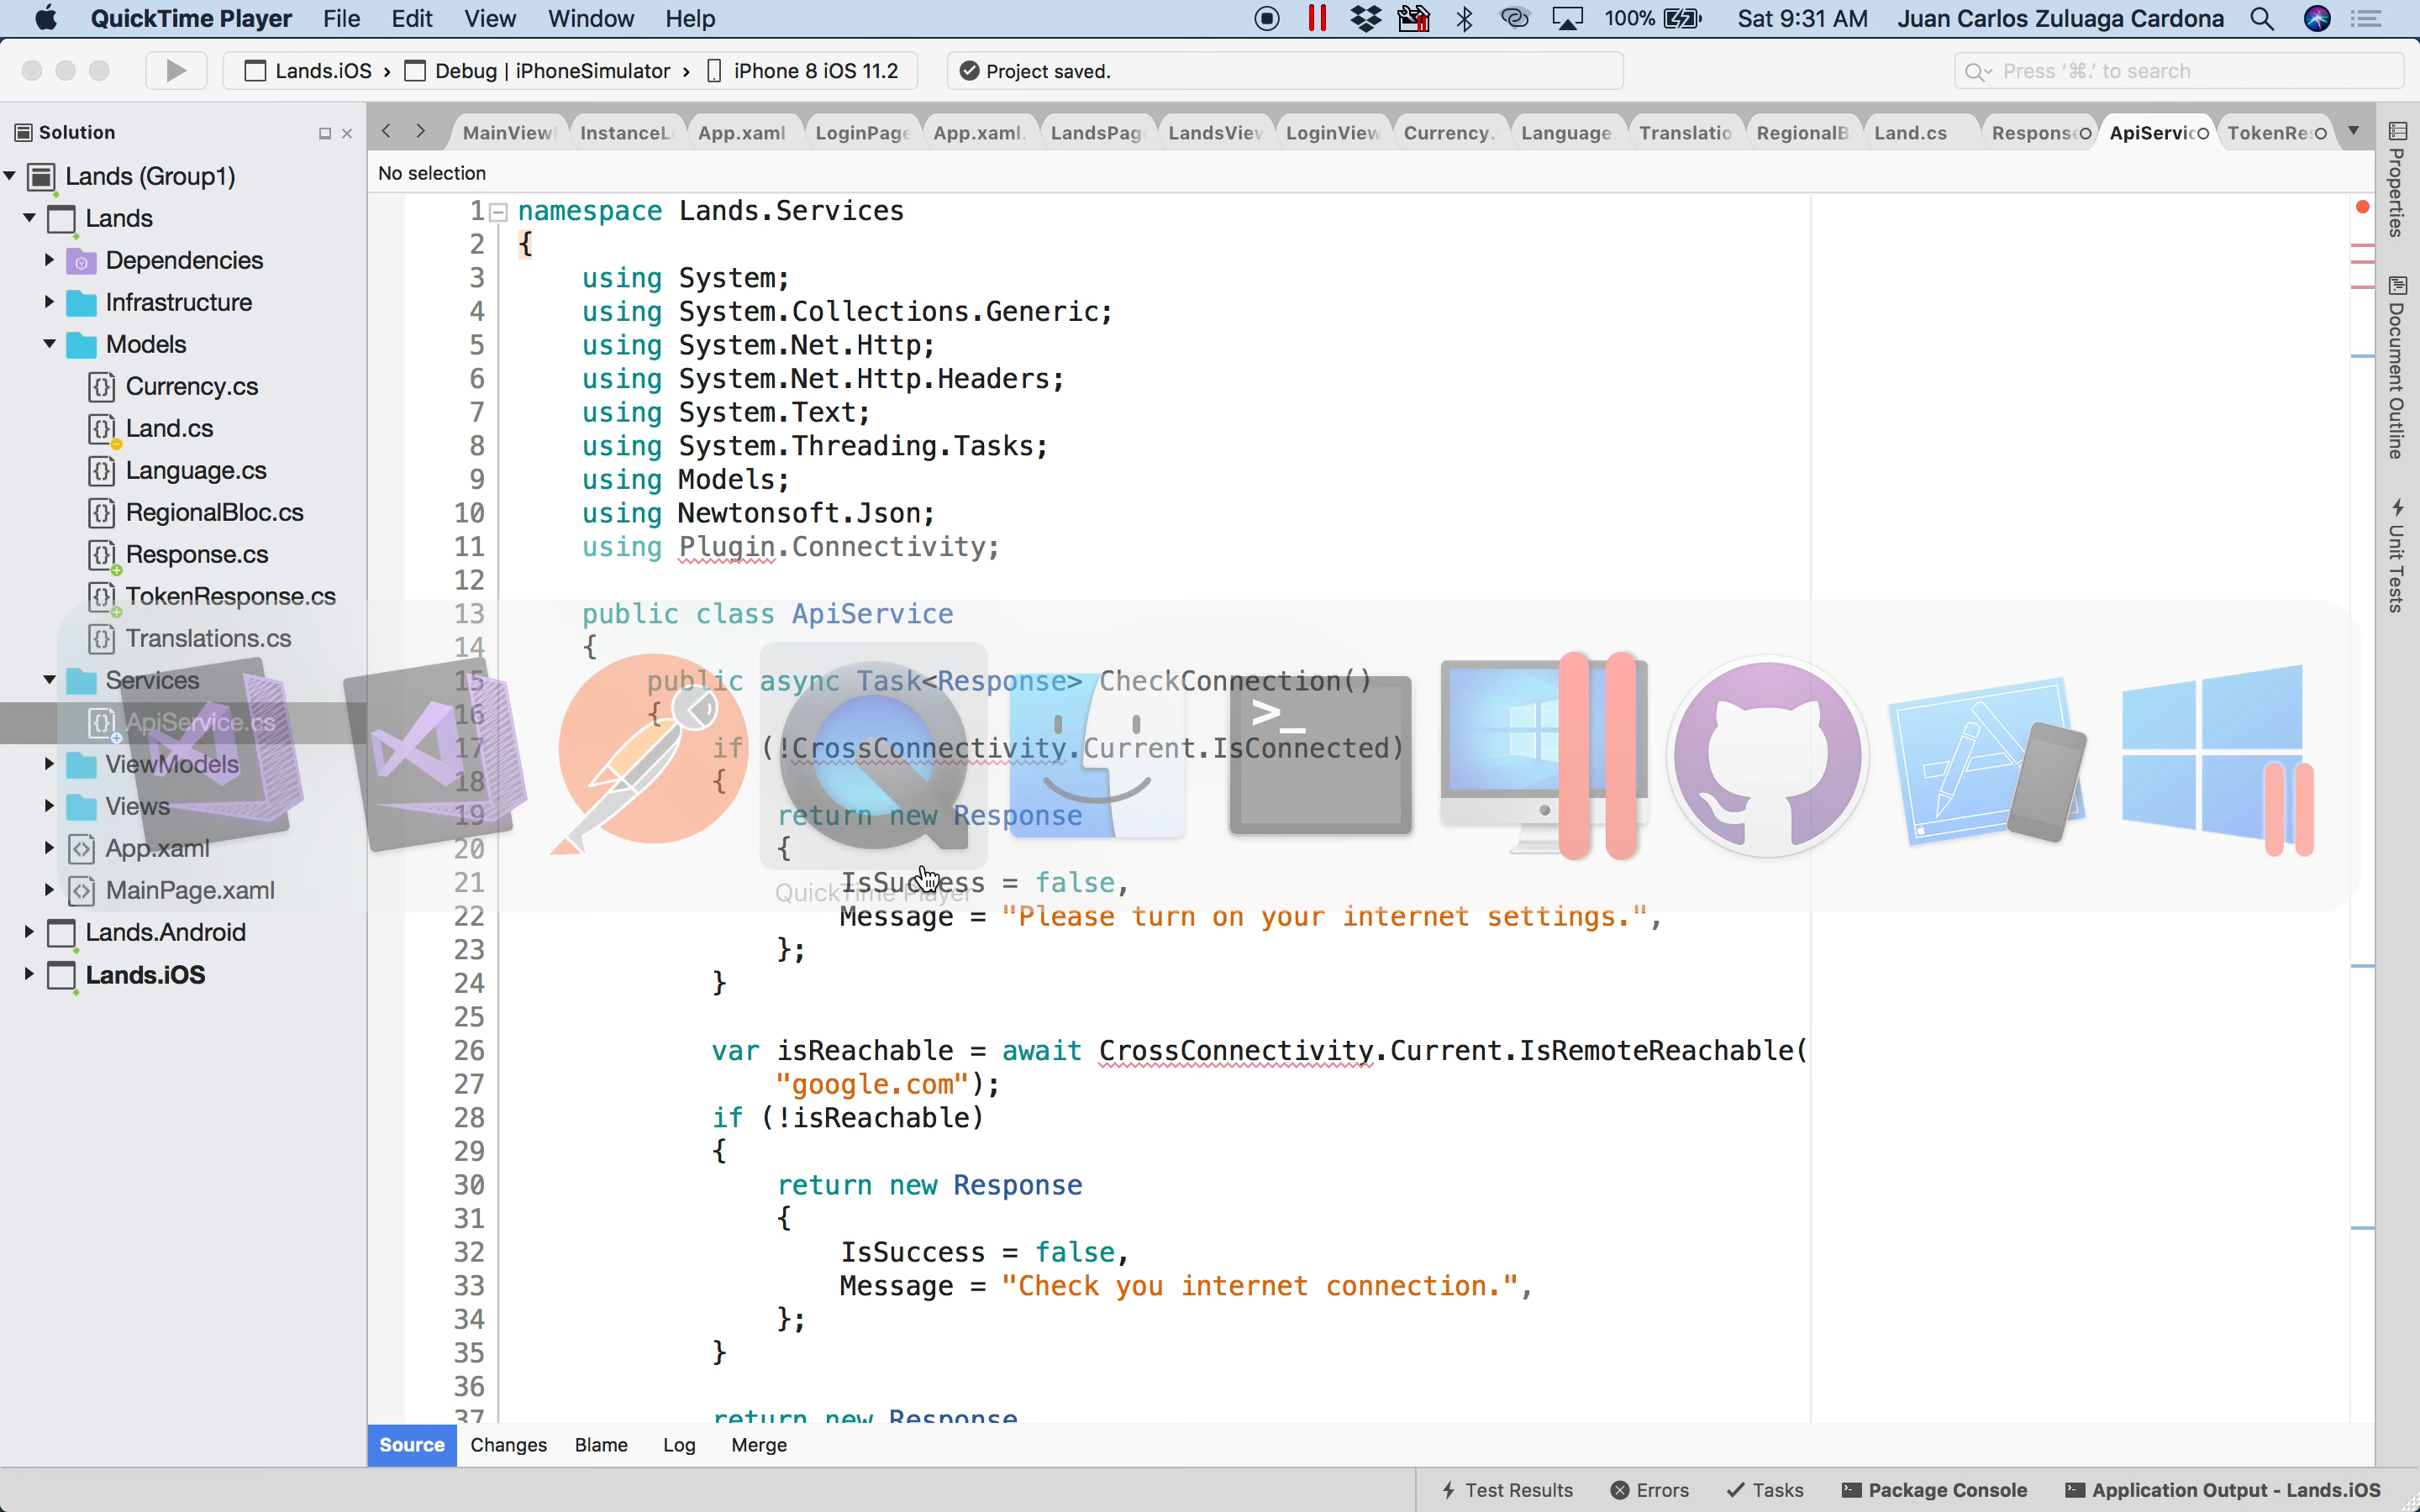 QuickTime Player File Edit View Window Help 100% Sat 9:31 AM Juan Carlos Zuluaga Cardona
Lands.iOS › Debug | iPhoneSimulator › iPhone 8 iOS 11.2 Project saved. Press ‘⌘.’ to search
Solution
MainViewI InstanceL App.xaml LoginPage App.xaml. LandsPag LandsView LoginView Currency. Language. Translatio RegionalB Land.cs Response ApiServic TokenRes
No selection
Lands (Group1)
Lands
Dependencies
Infrastructure
Models
Currency.cs
Land.cs
Language.cs
RegionalBloc.cs
Response.cs
TokenResponse.cs
Translations.cs
Services
ApiService.cs
ViewModels
Views
App.xaml
MainPage.xaml
Lands.Android
Lands.iOS
1 namespace Lands.Services
2 {
3 using System;
4 using System.Collections.Generic;
5 using System.Net.Http;
6 using System.Net.Http.Headers;
7 using System.Text;
8 using System.Threading.Tasks;
9 using Models;
10 using Newtonsoft.Json;
11 using Plugin.Connectivity;
12
13 public class ApiService
14 {
15 public async Task<Response> CheckConnection()
16 {
17 if (!CrossConnectivity.Current.IsConnected)
18 {
19 return new Response
20 {
21 IsSuccess = false,
QuickTime Player
22 Message = "Please turn on your internet settings.",
23 };
24 }
25
26 var isReachable = await CrossConnectivity.Current.IsRemoteReachable(
27 "google.com");
28 if (!isReachable)
29 {
30 return new Response
31 {
32 IsSuccess = false,
33 Message = "Check you internet connection.",
34 };
35 }
36
37 return new Response
Properties
Document Outline
Unit Tests
Source Changes Blame Log Merge
Test Results Errors Tasks Package Console Application Output - Lands.iOS